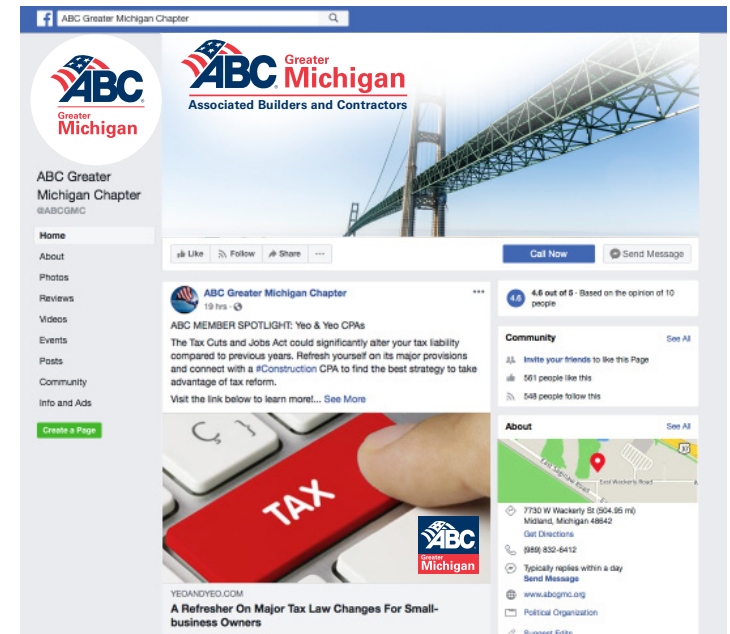 ABC Greater Michigan Chapter
ABC
Greater
Michigan
ABC
Greater
Michigan
Associated Builders and Contractors
ABC Greater
Michigan Chapter
@ABCGMC
Home
About
Photos
Reviews
Videos
Events
Posts
Community
Info and Ads
Create a Page
Like
Follow
Share
Call Now
Send Message
ABC Greater Michigan Chapter
19 hrs ·
ABC MEMBER SPOTLIGHT: Yeo & Yeo CPAs
The Tax Cuts and Jobs Act could significantly alter your tax liability
compared to previous years. Refresh yourself on its major provisions
and connect with a #Construction CPA to find the best strategy to take
advantage of tax reform.
Visit the link below to learn more!... See More
TAX
ABC
Greater
Michigan
YEOANDYEO.COM
A Refresher On Major Tax Law Changes For Small-
business Owners
4.6
4.6 out of 5 · Based on the opinion of 10
people
Community
See All
Invite your friends to like this Page
561 people like this
548 people follow this
About
See All
East Saginaw Road
East Wackerly Road
10
7730 W Wackerly St (504.95 mi)
Midland, Michigan 48642
Get Directions
(989) 832-6412
Typically replies within a day
Send Message
www.abcgmc.org
Political Organization
Suggest Edits